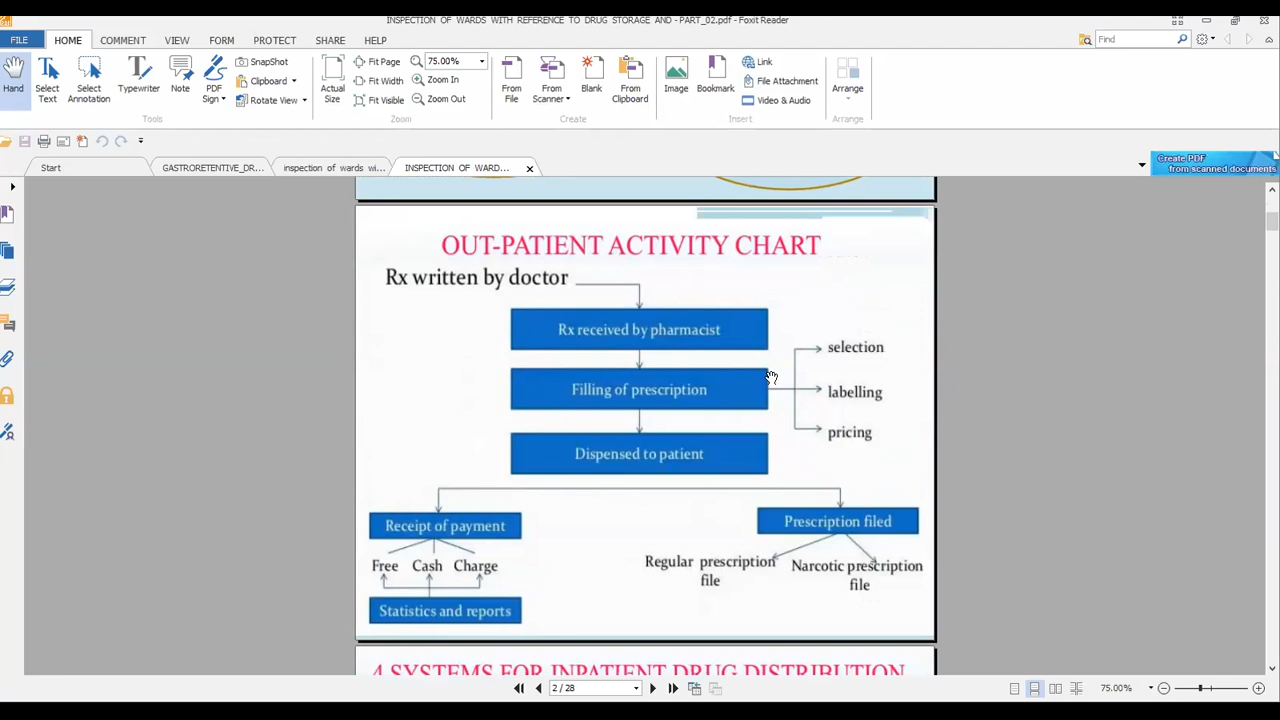 INSPECTION OF WARDS WITH REFERENCE TO DRUG STORAGE AND - PART_02.pdf - Foxit Reader
FILE HOME COMMENT VIEW FORM PROTECT SHARE HELP
Find
Hand
Select Text
Select Annotation
Typewriter
Note
PDF Sign
SnapShot
Clipboard
Rotate View
Tools
Actual Size
Fit Page
Fit Width
Fit Visible
75.00%
Zoom In
Zoom Out
Zoom
From File
From Scanner
Blank
From Clipboard
Create
Image
Bookmark
Link
File Attachment
Video & Audio
Insert
Arrange
Arrange
Start
GASTRORETENTIVE_DR...
inspection of wards wi...
INSPECTION OF WARD...
Create PDF
from scanned documents
OUT-PATIENT ACTIVITY CHART
Rx written by doctor
Rx received by pharmacist
Filling of prescription
selection
labelling
pricing
Dispensed to patient
Receipt of payment
Prescription filed
Free Cash Charge
Regular prescription
file
Narcotic prescription
file
Statistics and reports
4 SYSTEMS FOR INPATIENT DRUG DISTRIBUTION
2 / 28
75.00%